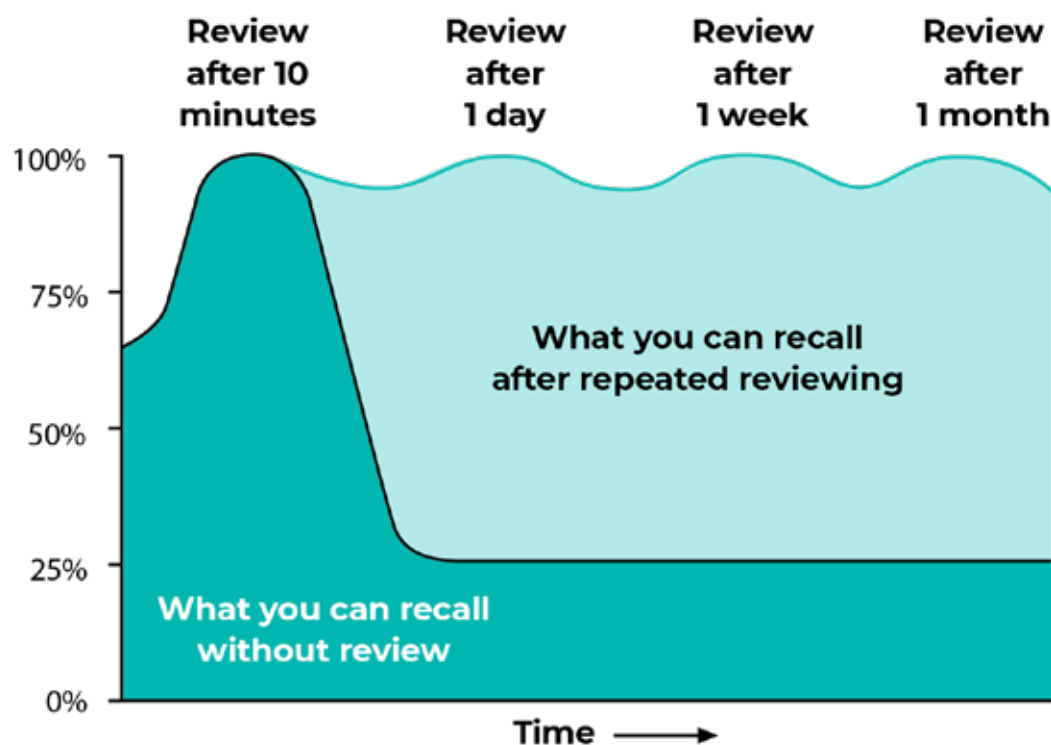 Review
after 10
minutes
Review
after
1 day
Review
after
1 week
Review
after
1 month
100%
75%
50%
25%
0%
What you can recall
after repeated reviewing
What you can recall
without review
Time